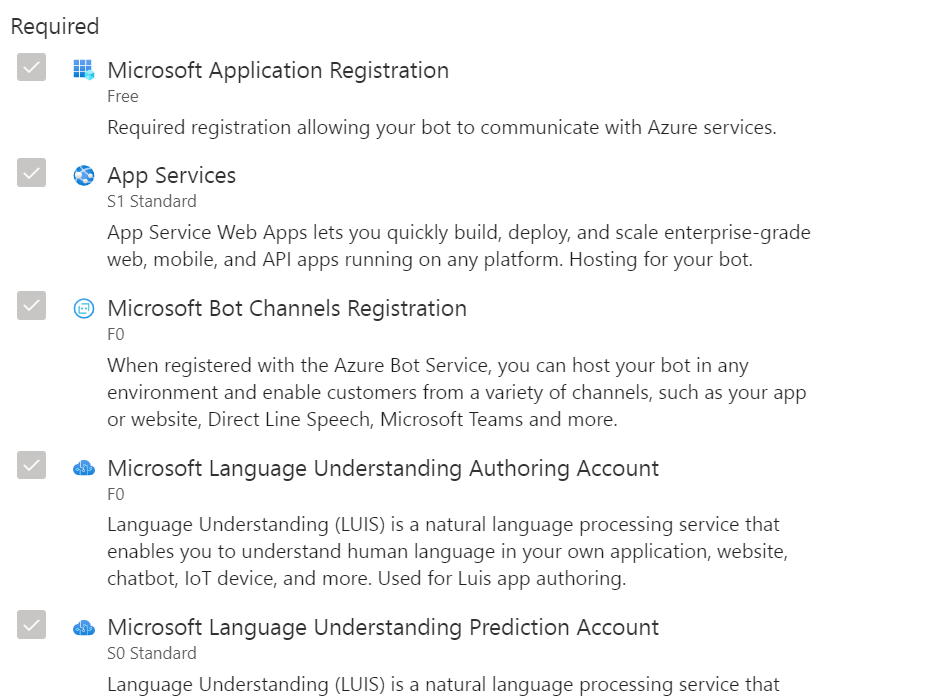 Required
Microsoft Application Registration
Free
Required registration allowing your bot to communicate with Azure services.
App Services
S1 Standard
App Service Web Apps lets you quickly build, deploy, and scale enterprise-grade
web, mobile, and API apps running on any platform. Hosting for your bot.
Microsoft Bot Channels Registration
F0
When registered with the Azure Bot Service, you can host your bot in any
environment and enable customers from a variety of channels, such as your app
or website, Direct Line Speech, Microsoft Teams and more.
Microsoft Language Understanding Authoring Account
F0
Language Understanding (LUIS) is a natural language processing service that
enables you to understand human language in your own application, website,
chatbot, IoT device, and more. Used for Luis app authoring.
Microsoft Language Understanding Prediction Account
S0 Standard
Language Understanding (LUIS) is a natural language processing service that